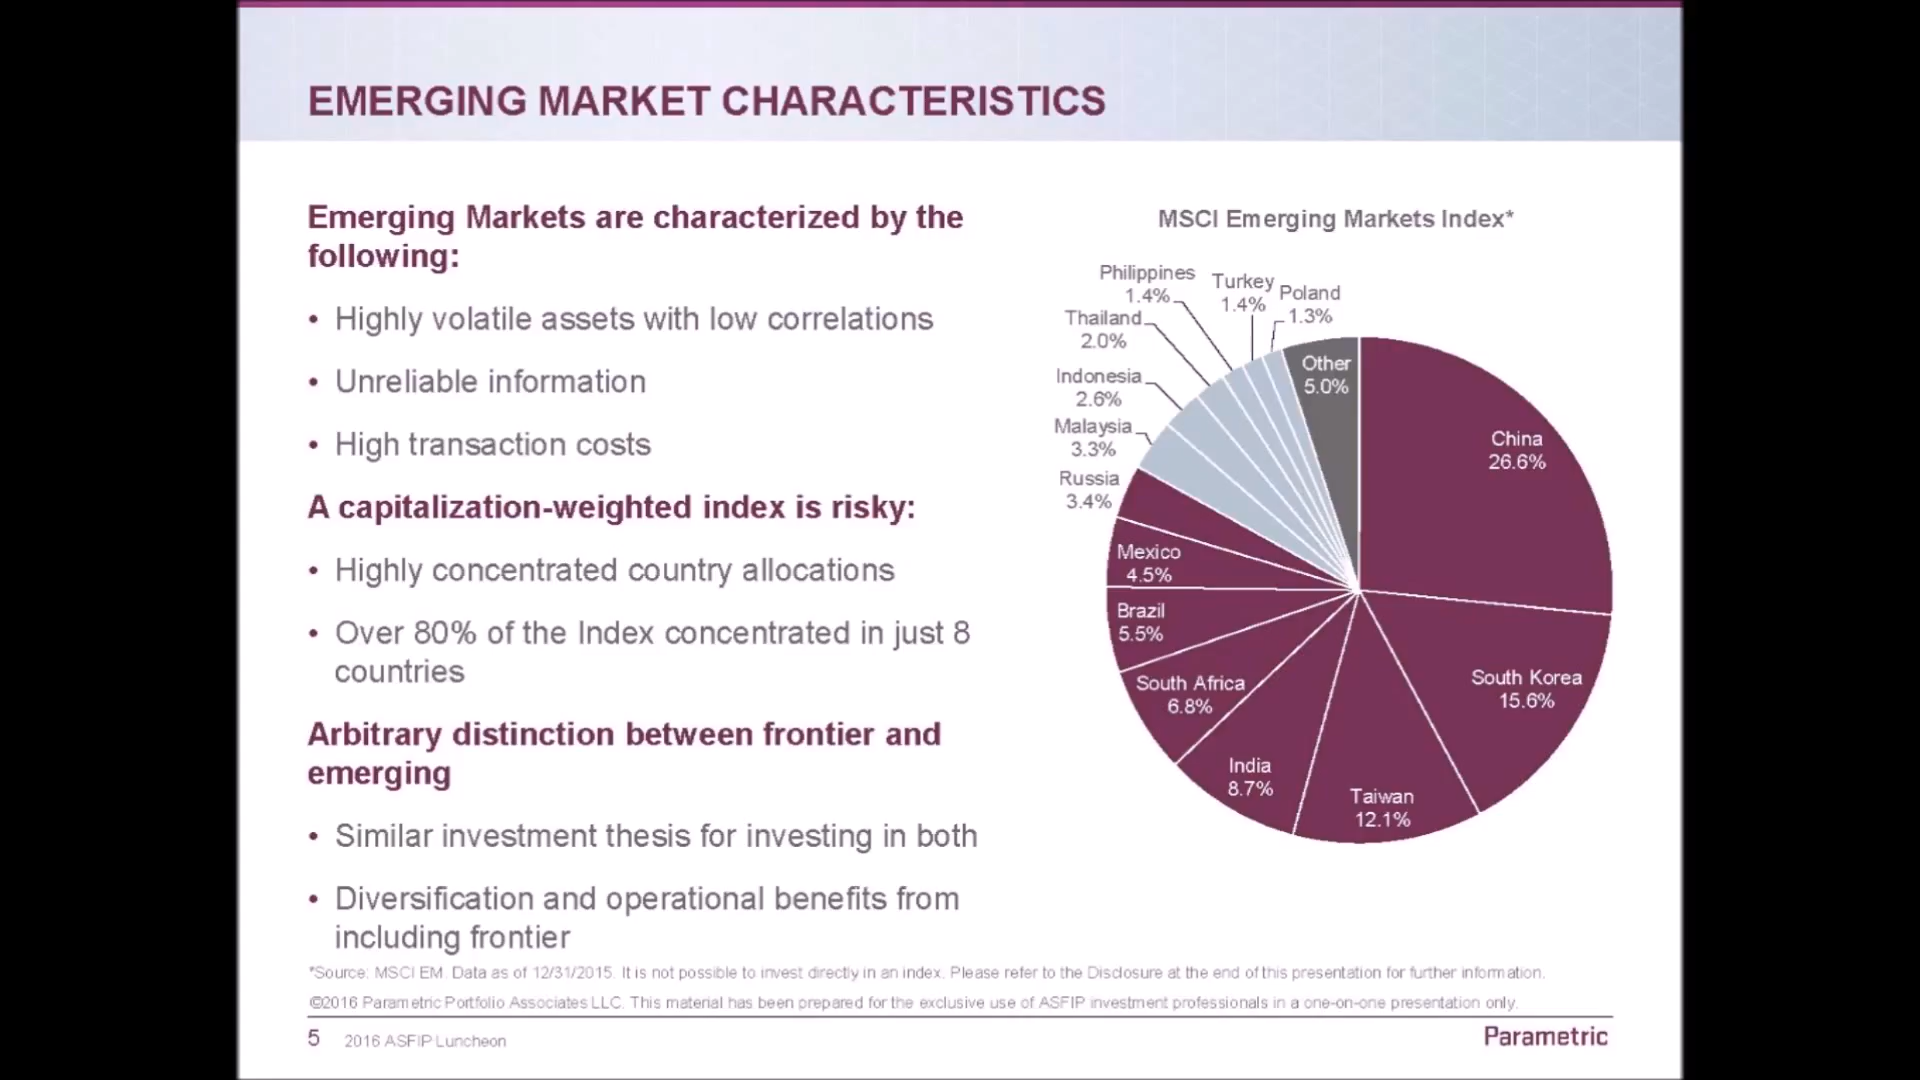 EMERGING MARKET CHARACTERISTICS
Emerging Markets are characterized by the
following:
• Highly volatile assets with low correlations
• Unreliable information
• High transaction costs
A capitalization-weighted index is risky:
• Highly concentrated country allocations
• Over 80% of the Index concentrated in just 8
countries
Arbitrary distinction between frontier and
emerging
• Similar investment thesis for investing in both
• Diversification and operational benefits from
including frontier
MSCI Emerging Markets Index*
Philippines
1.4%
Turkey
1.4%
Poland
1.3%
Thailand
2.0%
Indonesia
2.6%
Malaysia
3.3%
Russia
3.4%
Mexico
4.5%
Brazil
5.5%
South Africa
6.8%
India
8.7%
Taiwan
12.1%
South Korea
15.6%
China
26.6%
Other
5.0%
*Source: MSCI EM. Data as of 12/31/2015. It is not possible to invest directly in an index. Please refer to the Disclosure at the end of this presentation for further information.
©2016 Parametric Portfolio Associates LLC. This material has been prepared for the exclusive use of ASFIP investment professionals in a one-on-one presentation only.
5 2016 ASFIP Luncheon
Parametric